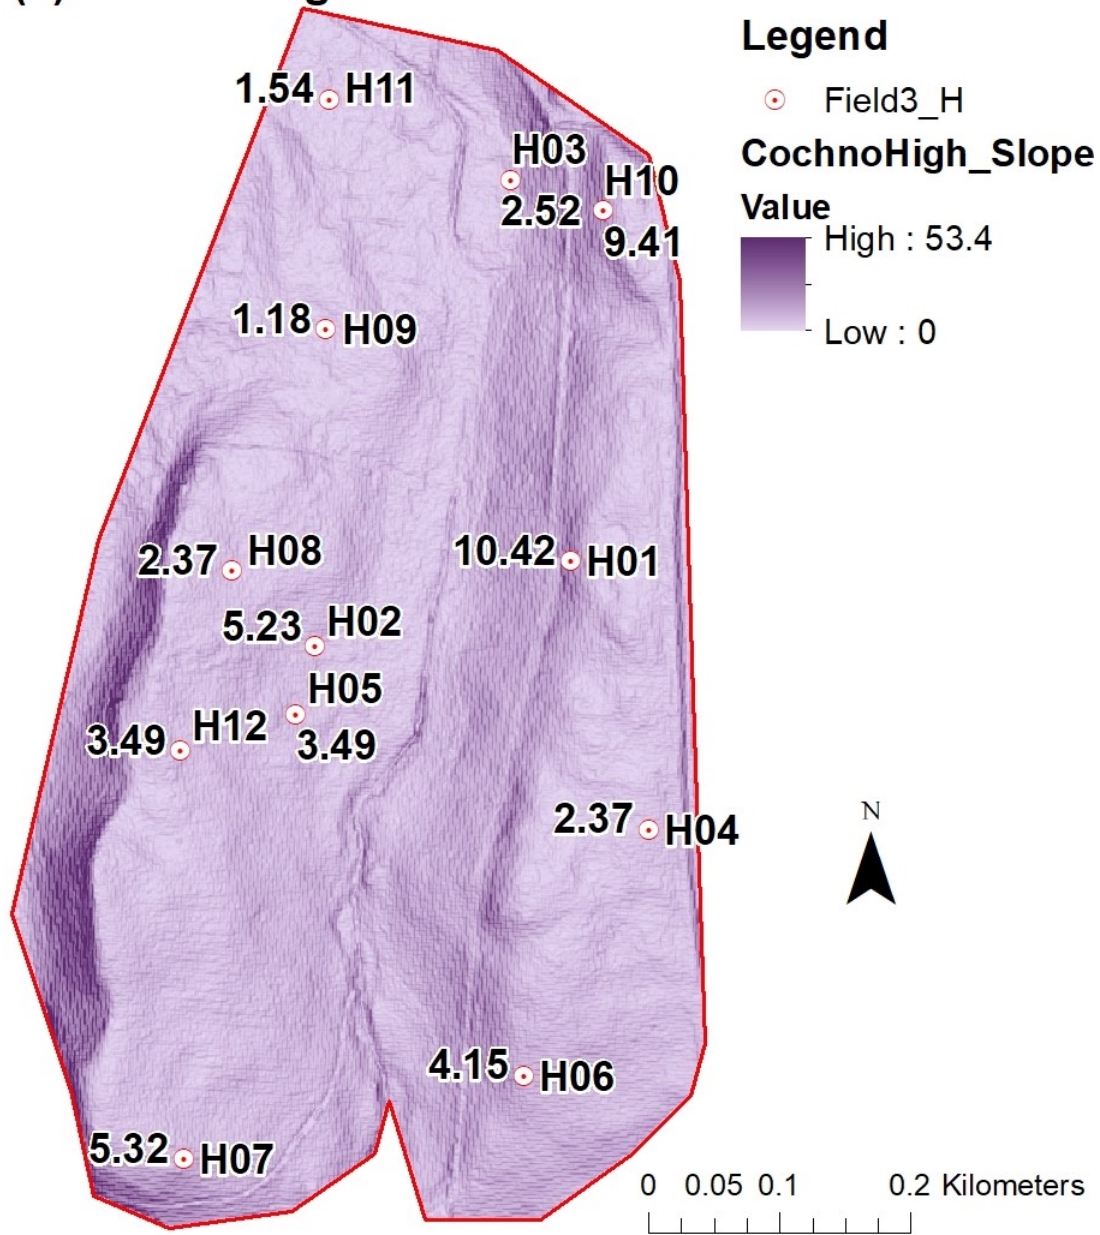 Legend
Field3_H
CochnoHigh_Slope
Value
High : 53.4
Low : 0
1.54 H11
H03
2.52
H10
9.41
1.18 H09
2.37 H08
10.42 H01
5.23 H02
H05
3.49
3.49 H12
2.37 H04
N
4.15 H06
5.32 H07
0 0.05 0.1 0.2 Kilometers